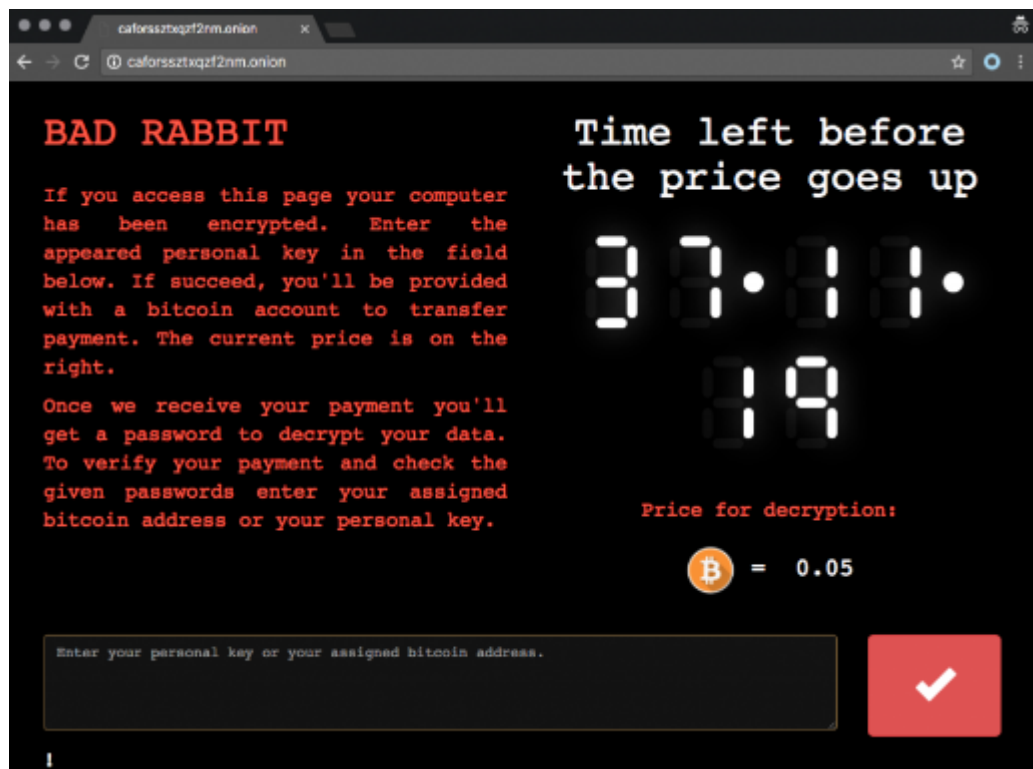 caforssztxqzf2nm.onion
caforssztxqzf2nm.onion
BAD RABBIT
If you access this page your computer
has been encrypted. Enter the
appeared personal key in the field
below. If succeed, you'll be provided
with a bitcoin account to transfer
payment. The current price is on the
right.
Once we receive your payment you'll
get a password to decrypt your data.
To verify your payment and check the
given passwords enter your assigned
bitcoin address or your personal key.
Time left before
the price goes up
37.11.
19
Price for decryption:
= 0.05
Enter your personal key or your assigned bitcoin address.
!